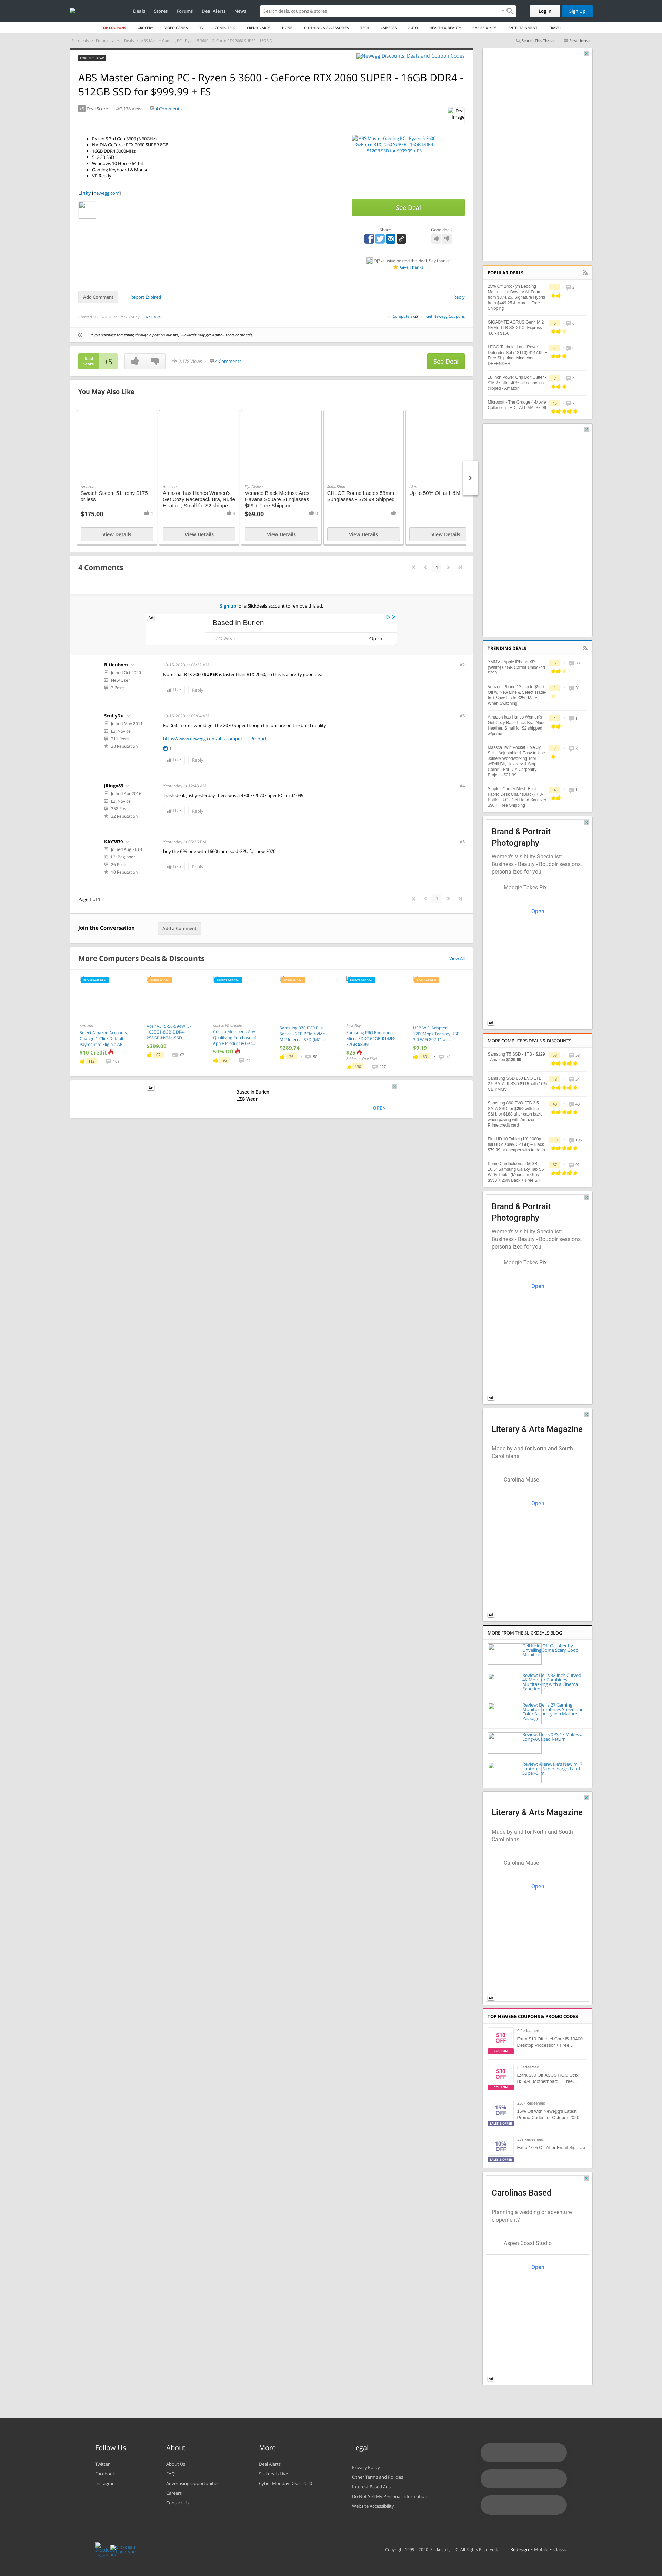 Deals Stores Forums Deal Alerts News
Search deals, coupons & stores
Log In
Sign Up
TOP COUPONS GROCERY VIDEO GAMES TV COMPUTERS CREDIT CARDS HOME CLOTHING & ACCESSORIES TECH CAMERAS AUTO HEALTH & BEAUTY BABIES & KIDS ENTERTAINMENT TRAVEL
Search This Thread
Find Unread
FORUM THREAD
Newegg Discounts, Deals and Coupon Codes
ABS Master Gaming PC - Ryzen 5 3600 - GeForce RTX 2060 SUPER - 16GB DDR4 - 512GB SSD for $999.99 + FS
+5 Deal Score
2,178 Views
4 Comments
Deal Image
Ryzen 5 3rd Gen 3600 (3.60GHz)
NVIDIA GeForce RTX 2060 SUPER 8GB
16GB DDR4 3000MHz
512GB SSD
Windows 10 Home 64-bit
Gaming Keyboard & Mouse
VR Ready
Linky [newegg.com]
ABS Master Gaming PC - Ryzen 5 3600 - GeForce RTX 2060 SUPER - 16GB DDR4 - 512GB SSD for $999.99 + FS
See Deal
Share
Good deal?
DjExclusive posted this deal. Say thanks!
Give Thanks
Add Comment
Report Expired
Reply
Created 10-15-2020 at 12:27 AM by DjExclusive
in Computers (2)
Get Newegg Coupons
If you purchase something through a post on our site, Slickdeals may get a small share of the sale.
Deal Score
+5
2,178 Views
4 Comments
See Deal
You May Also Like
Amazon
Swatch Sistem 51 Irony $175 or less
$175.00
1
View Details
Amazon
Amazon has Hanes Women's Get Cozy Racerback Bra, Nude Heather, Small for $2 shippe…
View Details
Versace Black Medusa Ares Havana Square Sunglasses $69 + Free Shipping
$69.00
0
View Details
CHLOE Round Ladies 58mm Sunglasses - $79.99 Shipped
View Details
Up to 50% Off at H&M
View Details
4 Comments
1
Sign up for a Slickdeals account to remove this ad.
Ad
Based in Burien
LZG Wear
Open
Bitieubom
Joined Oct 2020
New User
3 Posts
10-15-2020 at 06:22 AM
#2
Note that RTX 2060 SUPER is faster than RTX 2060, so this is a pretty good deal.
Like
Reply
ScullyDu
Joined May 2011
L3: Novice
211 Posts
28 Reputation
10-15-2020 at 09:04 AM
#3
For $50 more I would get the 2070 Super though I'm unsure on the build quality.
https://www.newegg.com/abs-comput..._ Product
1
Like
Reply
jRings83
Joined Apr 2016
L3: Novice
259 Posts
32 Reputation
Yesterday at 12:40 AM
#4
Trash deal. Just yesterday there was a 9700k/2070 super PC for $1099.
Like
Reply
KAY3879
Joined Aug 2018
L2: Beginner
26 Posts
10 Reputation
Yesterday at 05:20 PM
#5
buy the 699 one with 1660ti and sold GPU for new 3070
Like
Reply
Page 1 of 1
1
Join the Conversation
Add a Comment
More Computers Deals & Discounts
View All
Amazon
Select Amazon Accounts: Change 1-Click Default Payment to Eligible AE…
$10 Credit
112
108
Acer A315-56-594W i5-1035G1-8GB-DDR4-256GB-NVMe-SSD…
$399.00
67
62
Costco Wholesale
Costco Members: Any Qualifying Purchase of Apple Product & Get…
50% Off
114
Samsung 970 EVO Plus Series - 2TB PCIe NVMe - M.2 Internal SSD (MZ-…
$289.74
Best Buy
Samsung PRO Endurance Micro SDXC 64GB $14.99, 32GB $8.99
$25
USB WiFi Adapter 1200Mbps Techkey USB 3.0 WiFi 802.11 ac…
$9.19
Ad
Based in Burien
LZG Wear
OPEN
POPULAR DEALS
25% Off Brooklyn Bedding Mattresses: Bowery All Foam from $374.25, Signature Hybrid from $449.25 & More + Free Shipping
GIGABYTE AORUS Gen4 M.2 NVMe 1TB SSD PCI-Express 4.0 x4 $160
LEGO Technic: Land Rover Defender Set (42110) $147.99 + Free Shipping using code DEFENDER
16 Inch Power Grip Bolt Cutter - $16.27 after 40% off coupon is clipped - Amazon
Microsoft - The Grudge 4-Movie Collection - HD - ALL MA! $7.99
TRENDING DEALS
YMMV - Apple iPhone XR (White) 64GB Carrier Unlocked $299
Verizon iPhone 12: Up to $550 Off w/ New Line & Select Trade-In + Save Up to $250 More When Switching
Amazon has Hanes Women's Get Cozy Racerback Bra, Nude Heather, Small for $2 shipped w/prime
Massca Twin Pocket Hole Jig Set – Adjustable & Easy to Use Joinery Woodworking Tool w/Drill Bit, Hex Key & Stop Collar – For DIY Carpentry Projects $21.99
Staples Carder Mesh Back Fabric Desk Chair (Black) + 2-Bottles 8-Oz Gel Hand Sanitizer $80 + Free Shipping
Brand & Portrait Photography
Women's Visibility Specialist: Business - Beauty - Boudoir sessions, personalized for you
Maggie Takes Pix
Open
Ad
MORE COMPUTERS DEALS & DISCOUNTS
Samsung T5 SSD - 1TB - $129 - Amazon $129.99
Samsung SSD 860 EVO 1TB 2.5 SATA III SSD $115 with 10% CB YMMV
Samsung 860 EVO 2TB 2.5" SATA SSD for $200 with free S&H, or $188 after cash back when paying with Amazon Prime credit card
Fire HD 10 Tablet (10" 1080p full HD display, 32 GB) – Black $79.99 or cheaper with trade-in
Prime Cardholders: 256GB 10.5" Samsung Galaxy Tab S6 Wi-Fi Tablet (Mountain Gray) $550 + 25% Back + Free S/H
Brand & Portrait Photography
Women's Visibility Specialist: Business - Beauty - Boudoir sessions, personalized for you
Maggie Takes Pix
Open
Ad
Literary & Arts Magazine
Made by and for North and South Carolinians.
Carolina Muse
Open
Ad
MORE FROM THE SLICKDEALS BLOG
Dell Kicks Off October by Unveiling Some Scary Good Monitors
Review: Dell's 32-inch Curved 4K Monitor Combines Multitasking with a Cinema Experience
Review: Dell's 27 Gaming Monitor Combines Speed and Color Accuracy in a Mature Package
Review: Dell's XPS 17 Makes a Long-Awaited Return
Review: Alienware's New m17 Laptop is Supercharged and Super-Slim
Literary & Arts Magazine
Made by and for North and South Carolinians.
Carolina Muse
Open
Ad
TOP NEWEGG COUPONS & PROMO CODES
$10 OFF
COUPON
9 Redeemed
Extra $10 Off Intel Core i5-10400 Desktop Processor + Free…
$30 OFF
COUPON
8 Redeemed
Extra $30 Off ASUS ROG Strix B550-F Motherboard + Free…
15% OFF
SALES & OFFER
Redeemed
15% Off with Newegg's Latest Promo Codes for October 2020
10% OFF
SALES & OFFER
Redeemed
Extra 10% Off After Email Sign Up
Carolinas Based
Planning a wedding or adventure elopement?
Aspen Coast Studio
Open
Ad
Follow Us
Twitter
Facebook
Instagram
About
About Us
FAQ
Advertising Opportunities
Careers
Contact Us
More
Deal Alerts
Slickdeals Live
Cyber Monday Deals 2020
Legal
Privacy Policy
Other Terms and Policies
Interest-Based Ads
Do Not Sell My Personal Information
Website Accessibility
Copyright 1999 – 2020. Slickdeals, LLC. All Rights Reserved.
Redesign • Mobile • Classic